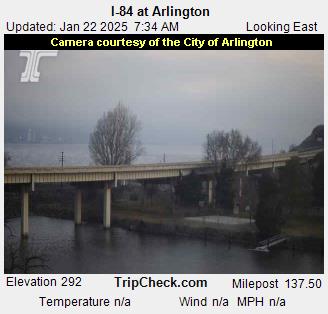 I-84 at Arlington
Updated: Jan 22 2025 7:34 AM Looking East
Camera courtesy of the City of Arlington
Elevation 292 TripCheck.com Milepost 137.50
Temperature n/a Wind n/a MPH n/a